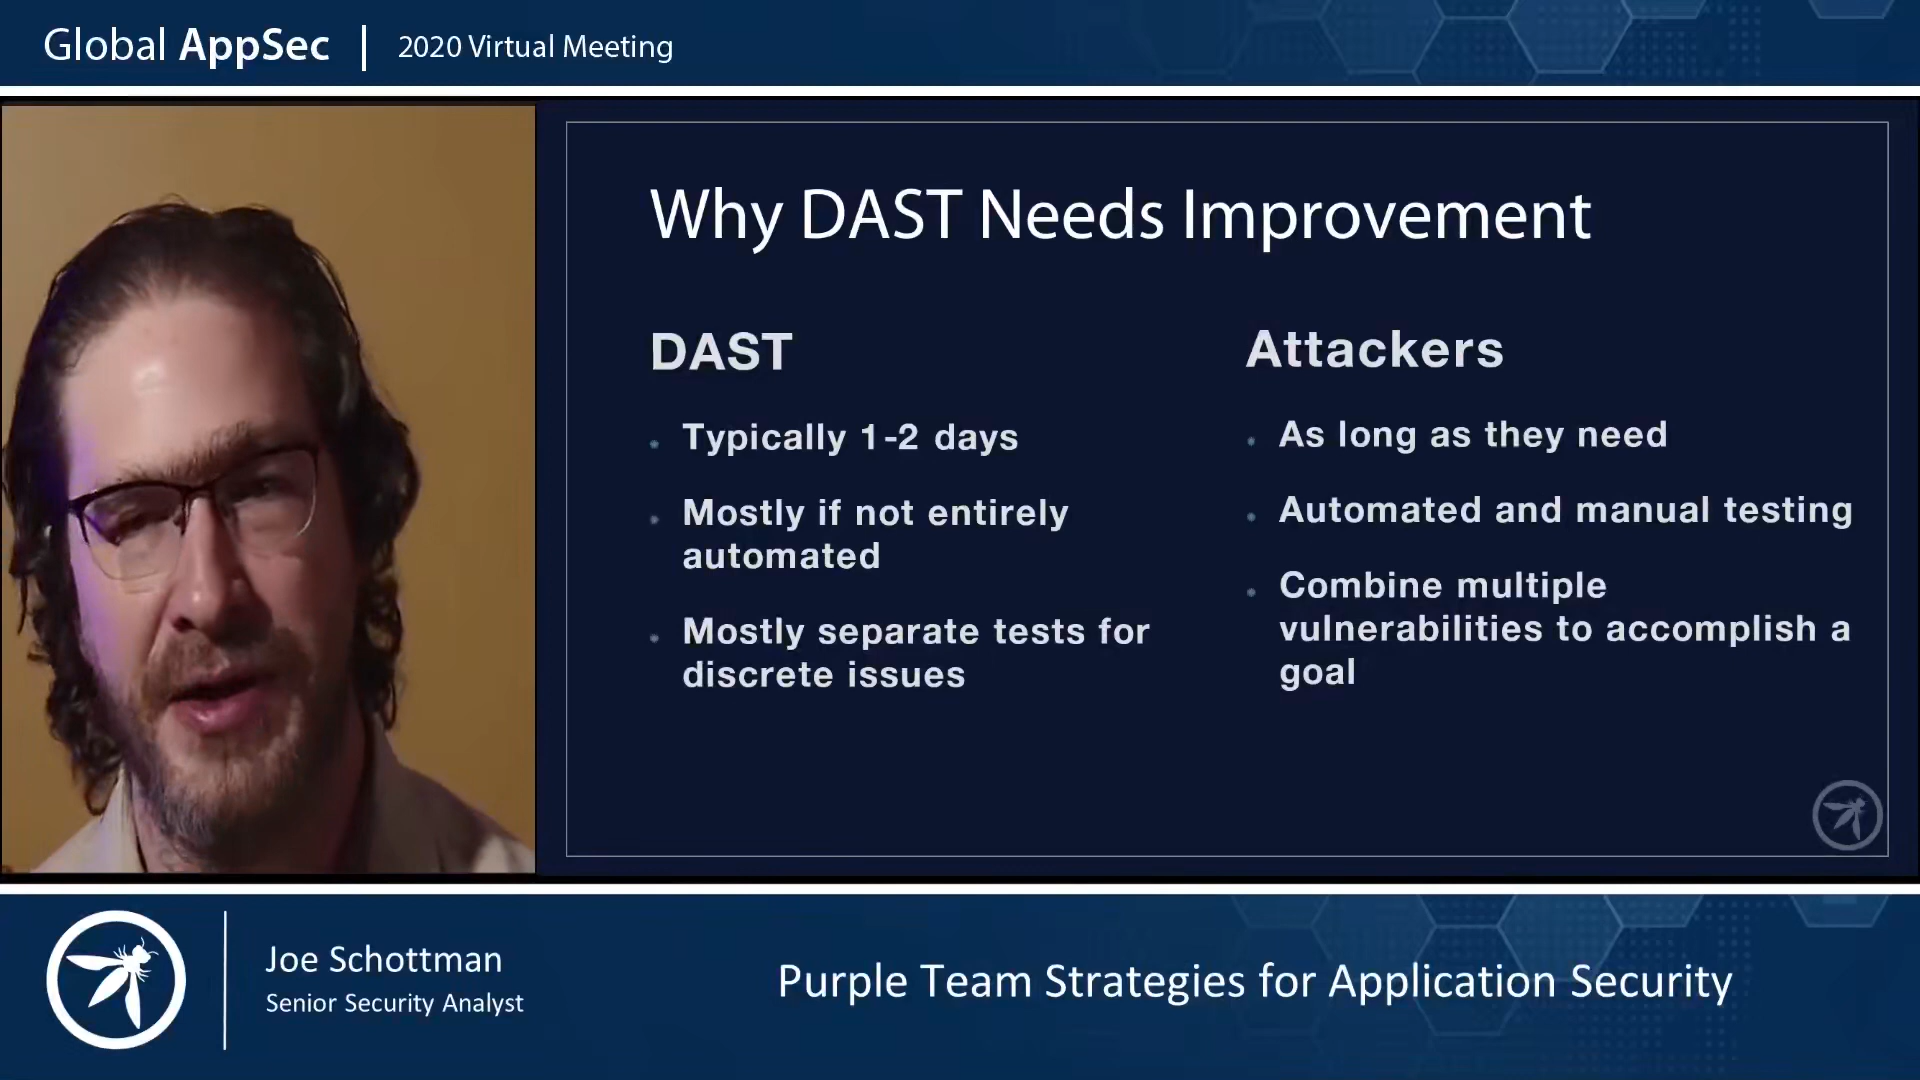 Global AppSec | 2020 Virtual Meeting
Why DAST Needs Improvement
DAST
Typically 1-2 days
Mostly if not entirely
automated
Mostly separate tests for
discrete issues
Attackers
As long as they need
Automated and manual testing
Combine multiple
vulnerabilities to accomplish a
goal
Joe Schottman
Senior Security Analyst
Purple Team Strategies for Application Security